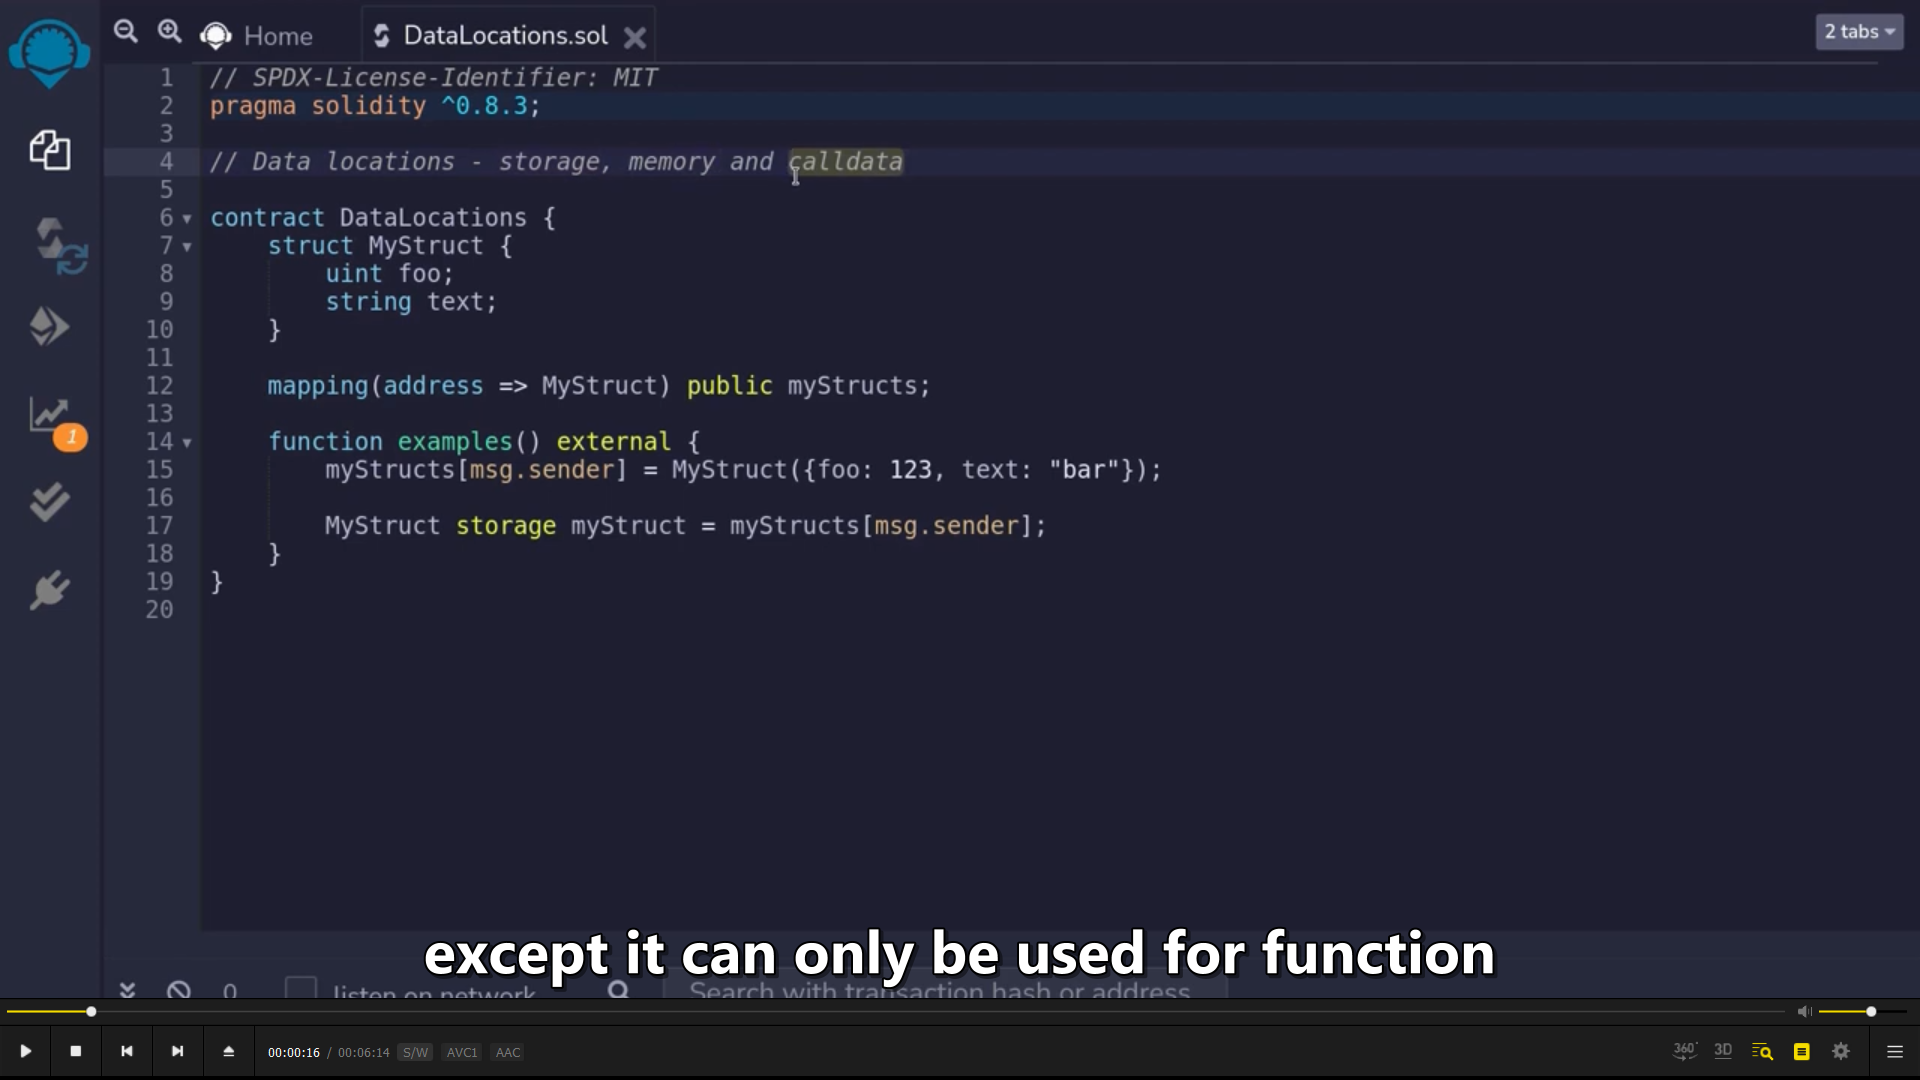 Home
DataLocations.sol
2 tabs
1 // SPDX-License-Identifier: MIT
2 pragma solidity ^0.8.3;
3
4 // Data locations - storage, memory and calldata
5
6 contract DataLocations {
7 struct MyStruct {
8 uint foo;
9 string text;
10 }
11
12 mapping(address => MyStruct) public myStructs;
13
14 function examples() external {
15 myStructs[msg.sender] = MyStruct({foo: 123, text: "bar"});
16
17 MyStruct storage myStruct = myStructs[msg.sender];
18 }
19 }
20
1
except it can only be used for function
0 listen on network Search with transaction hash or address
00:00:16 / 00:06:14 S/W AVC1 AAC 360° 3D